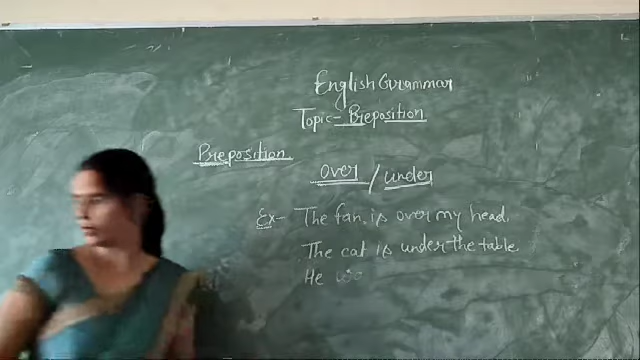 English Grammar
Topic- Preposition
Preposition
over / under
Ex- The fan is over my head.
The cat is under the table.
He